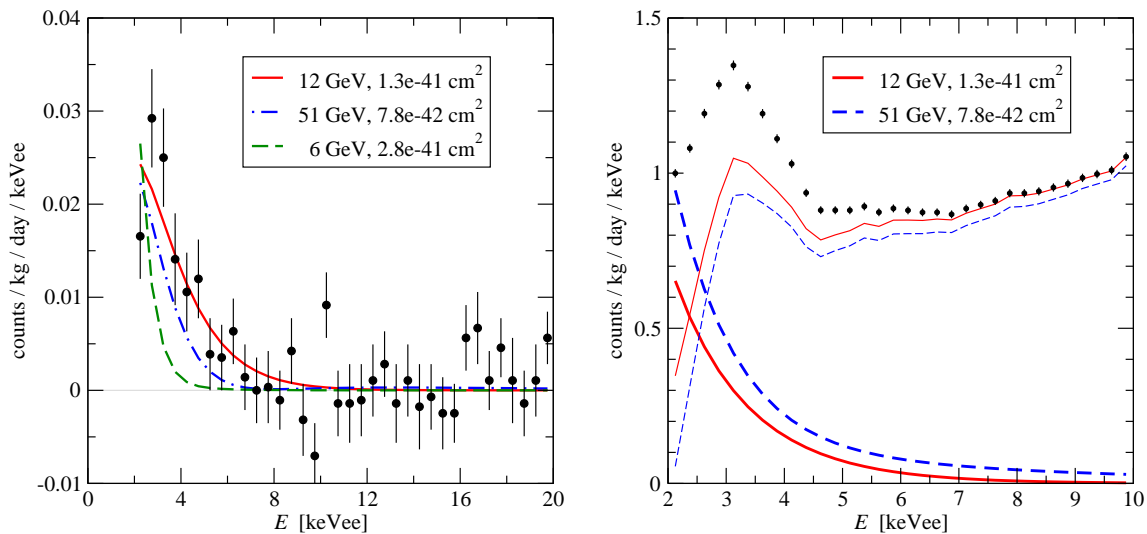 0.04
0.03
0.02
0.01
0
-0.01
counts / kg / day / keVee
12 GeV, 1.3e-41 cm²
51 GeV, 7.8e-42 cm²
6 GeV, 2.8e-41 cm²
0 4 8 12 16 20
E [keVee]
1.5
1
0.5
0
counts / kg / day / keVee
12 GeV, 1.3e-41 cm²
51 GeV, 7.8e-42 cm²
2 3 4 5 6 7 8 9 10
E [keVee]